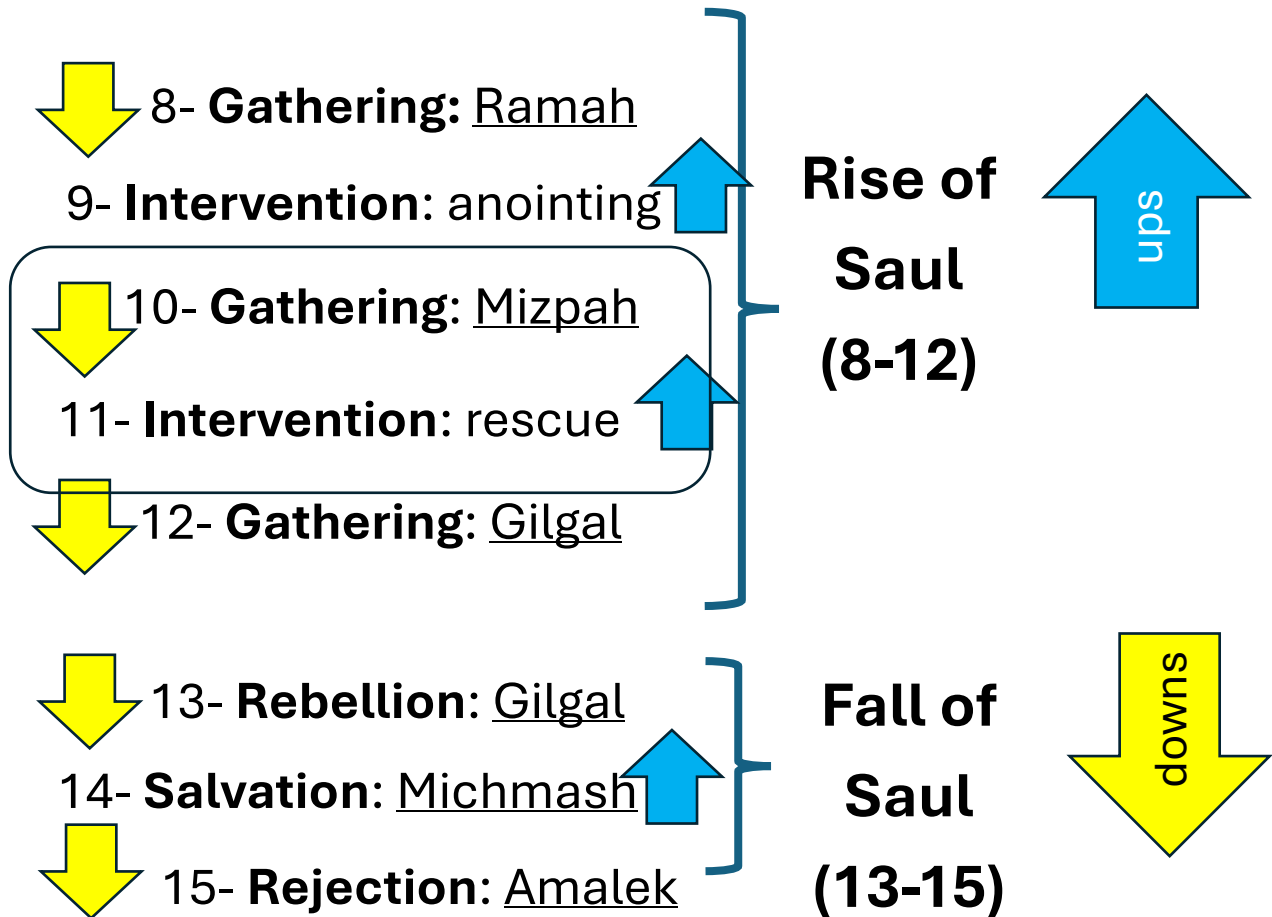 8- Gathering: Ramah
9- Intervention: anointing
10- Gathering: Mizpah
11- Intervention: rescue
12- Gathering: Gilgal
Rise of
Saul
(8-12)
ups
13- Rebellion: Gilgal
14- Salvation: Michmash
15- Rejection: Amalek
Fall of
Saul
(13-15)
downs